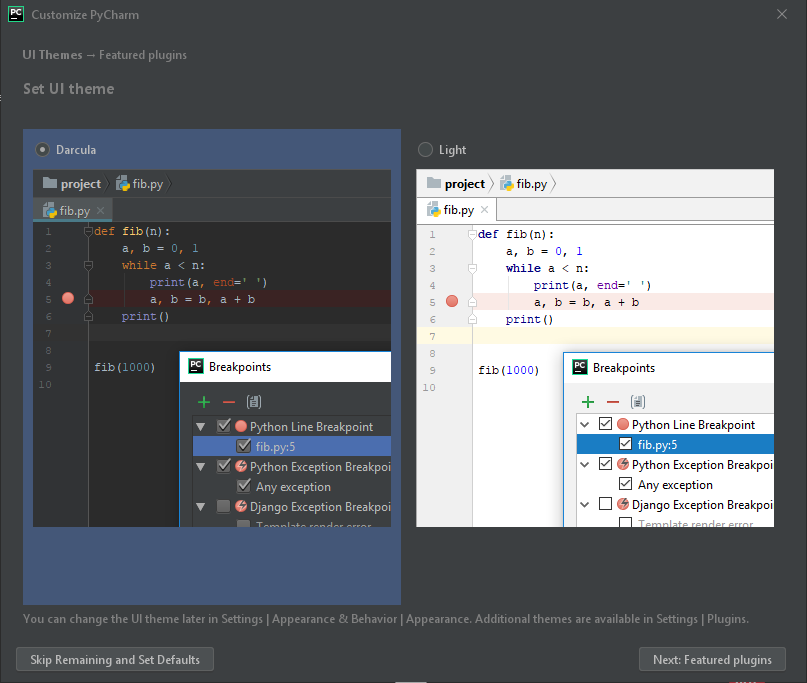 PC Customize PyCharm
UI Themes → Featured plugins
Set UI theme
Darcula
project fib.py
fib.py
1 def fib(n):
2 a, b = 0, 1
3 while a < n:
4 print(a, end=' ')
5 a, b = b, a + b
6 print()
7
8
9 fib(1000)
10
PC Breakpoints
Python Line Breakpoint
fib.py:5
Python Exception Breakpoi
Any exception
Django Exception Breakpoi
Template render error
Light
project fib.py
fib.py
1 def fib(n):
2 a, b = 0, 1
3 while a < n:
4 print(a, end=' ')
5 a, b = b, a + b
6 print()
7
8
9 fib(1000)
10
PC Breakpoints
Python Line Breakpoint
fib.py:5
Python Exception Breakpoi
Any exception
Django Exception Breakpoi
Template render error
You can change the UI theme later in Settings | Appearance & Behavior | Appearance. Additional themes are available in Settings | Plugins.
Skip Remaining and Set Defaults
Next: Featured plugins